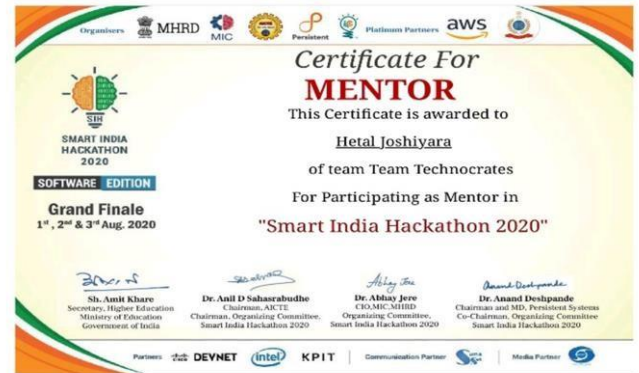 Organisers
MHRD
MIC
Persistent
Platinum Partners
aws
Certificate For
MENTOR
This Certificate is awarded to
Hetal Joshiyara
of team Team Technocrates
For Participating as Mentor in
"Smart India Hackathon 2020"
SIH
SMART INDIA
HACKATHON
2020
SOFTWARE EDITION
Grand Finale
1st, 2nd & 3rd Aug. 2020
Sh. Amit Khare
Secretary, Higher Education
Ministry of Education
Government of India
Dr. Anil D Sahasrabudhe
Chairman, AICTE
Chairman, Organizing Committee,
Smart India Hackathon 2020
Abhay Jere
Dr. Abhay Jere
CIO,MIC,MHRD
Organizing Committee,
Smart India Hackathon 2020
Anand Deshpande
Dr. Anand Deshpande
Chairman and MD, Persistent Systems
Co-Chairman, Organizing Committee
Smart India Hackathon 2020
Partners
DEVNET
intel
KPIT
Communication Partner
Media Partner